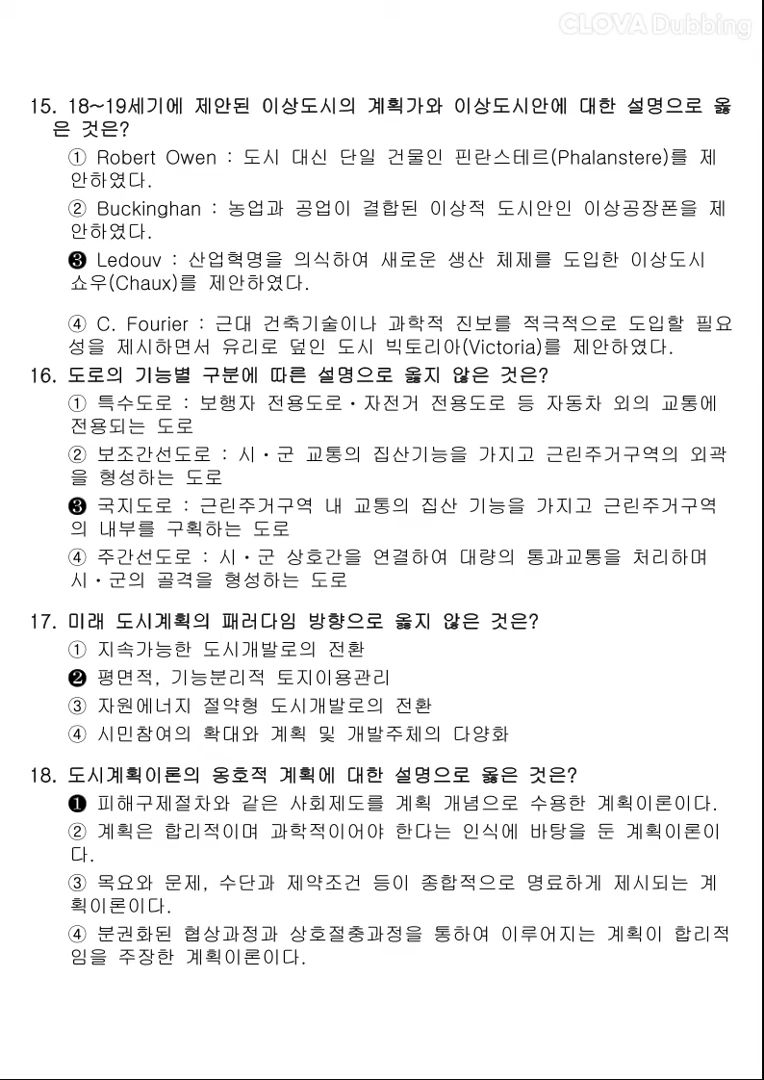 CLOVA Dubbing
15. 18~19세기에 제안된 이상도시의 계획가와 이상도시안에 대한 설명으로 옳
은 것은?
① Robert Owen : 도시 대신 단일 건물인 핀란스테르(Phalanstere)를 제
안하였다.
② Buckinghan : 농업과 공업이 결합된 이상적 도시안인 이상공장폰을 제
안하였다.
❸ Ledouv : 산업혁명을 의식하여 새로운 생산 체제를 도입한 이상도시
쇼우(Chaux)를 제안하였다.
④ C. Fourier : 근대 건축기술이나 과학적 진보를 적극적으로 도입할 필요
성을 제시하면서 유리로 덮인 도시 빅토리아(Victoria)를 제안하였다.
16. 도로의 기능별 구분에 따른 설명으로 옳지 않은 것은?
① 특수도로 : 보행자 전용도로・자전거 전용도로 등 자동차 외의 교통에
전용되는 도로
② 보조간선도로 : 시・군 교통의 집산기능을 가지고 근린주거구역의 외곽
을 형성하는 도로
❸ 국지도로 : 근린주거구역 내 교통의 집산 기능을 가지고 근린주거구역
의 내부를 구획하는 도로
④ 주간선도로 : 시・군 상호간을 연결하여 대량의 통과교통을 처리하며
시・군의 골격을 형성하는 도로
17. 미래 도시계획의 패러다임 방향으로 옳지 않은 것은?
① 지속가능한 도시개발로의 전환
❷ 평면적, 기능분리적 토지이용관리
③ 자원에너지 절약형 도시개발로의 전환
④ 시민참여의 확대와 계획 및 개발주체의 다양화
18. 도시계획이론의 옹호적 계획에 대한 설명으로 옳은 것은?
❶ 피해구제절차와 같은 사회제도를 계획 개념으로 수용한 계획이론이다.
② 계획은 합리적이며 과학적이어야 한다는 인식에 바탕을 둔 계획이론이
다.
③ 목요와 문제, 수단과 제약조건 등이 종합적으로 명료하게 제시되는 계
획이론이다.
④ 분권화된 협상과정과 상호절충과정을 통하여 이루어지는 계획이 합리적
임을 주장한 계획이론이다.